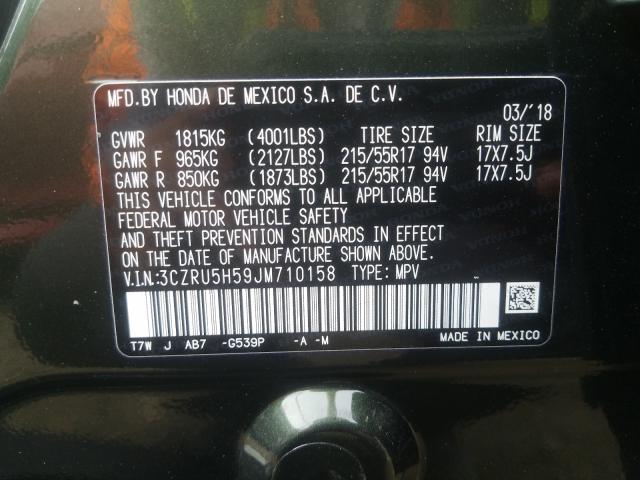 MFD.BY HONDA DE MEXICO S.A. DE C.V.
03/'18
GVWR 1815KG (4001LBS) TIRE SIZE RIM SIZE
GAWR F 965KG (2127LBS) 215/55R17 94V 17X7.5J
GAWR R 850KG (1873LBS) 215/55R17 94V 17X7.5J
THIS VEHICLE CONFORMS TO ALL APPLICABLE
FEDERAL MOTOR VEHICLE SAFETY
AND THEFT PREVENTION STANDARDS IN EFFECT
ON THE DATE OF MANUFACTURE SHOWN ABOVE.
V.I.N.:3CZRU5H59JM710158 TYPE: MPV
T7W J AB7 -G539P -A -M MADE IN MEXICO